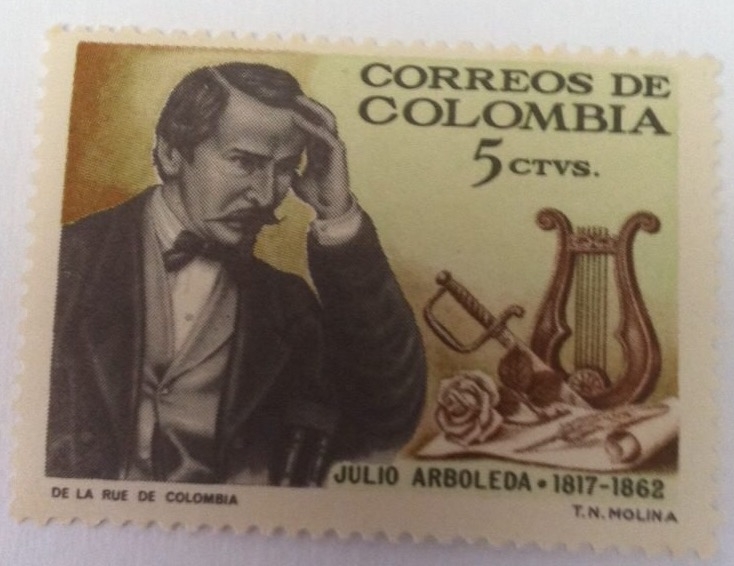 CORREOS DE
COLOMBIA
5 CTVS.
JULIO ARBOLEDA • 1817-1862
DE LA RUE DE COLOMBIA
T.N. MOLINA